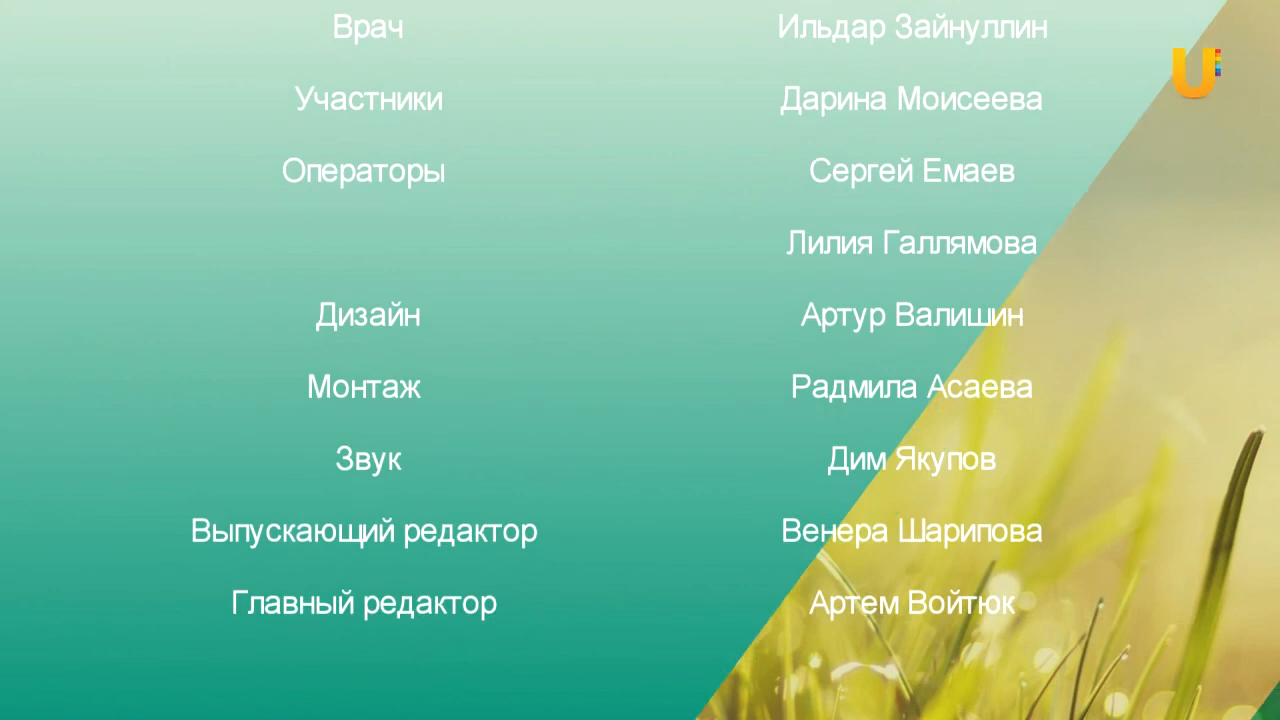 Врач Ильдар Зайнуллин
Участники Дарина Моисеева
Операторы Сергей Емаев
Лилия Галлямова
Дизайн Артур Валишин
Монтаж Радмила Асаева
Звук Дим Якупов
Выпускающий редактор Венера Шарипова
Главный редактор Артем Войтюк